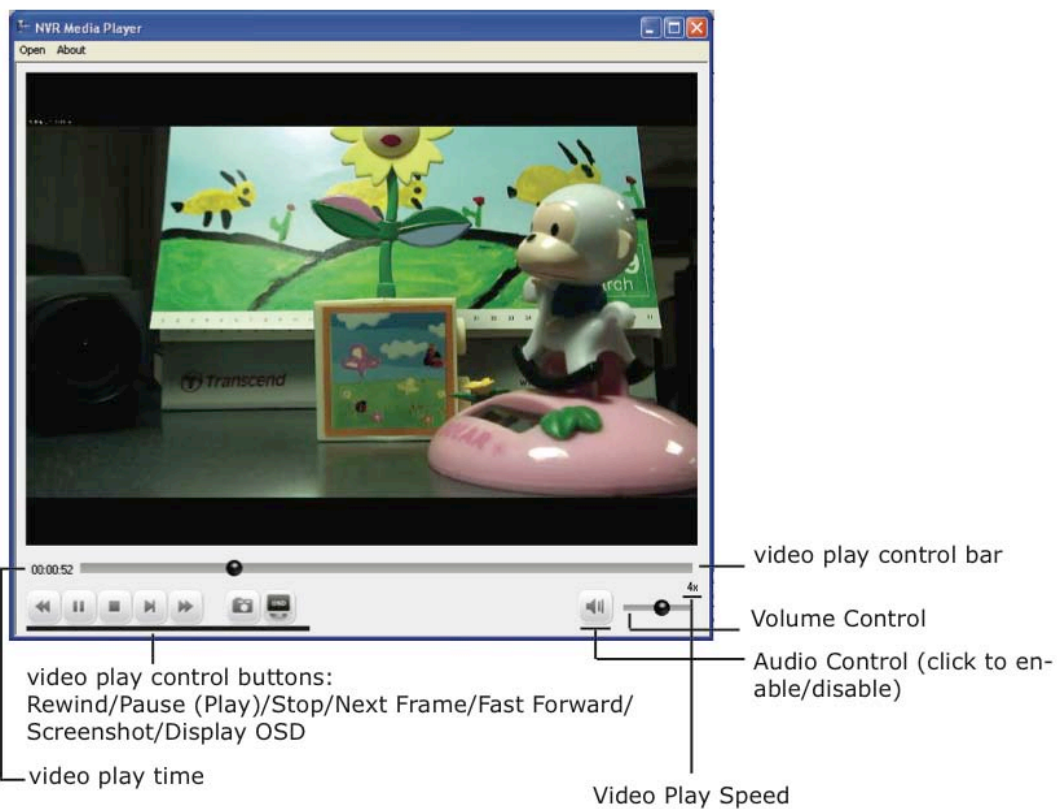 NVR Media Player
Open About
rch
Transcend
00:00:52
4x
OSD
video play control bar
Volume Control
Audio Control (click to en-
able/disable)
video play control buttons:
Rewind/Pause (Play)/Stop/Next Frame/Fast Forward/
Screenshot/Display OSD
video play time
Video Play Speed